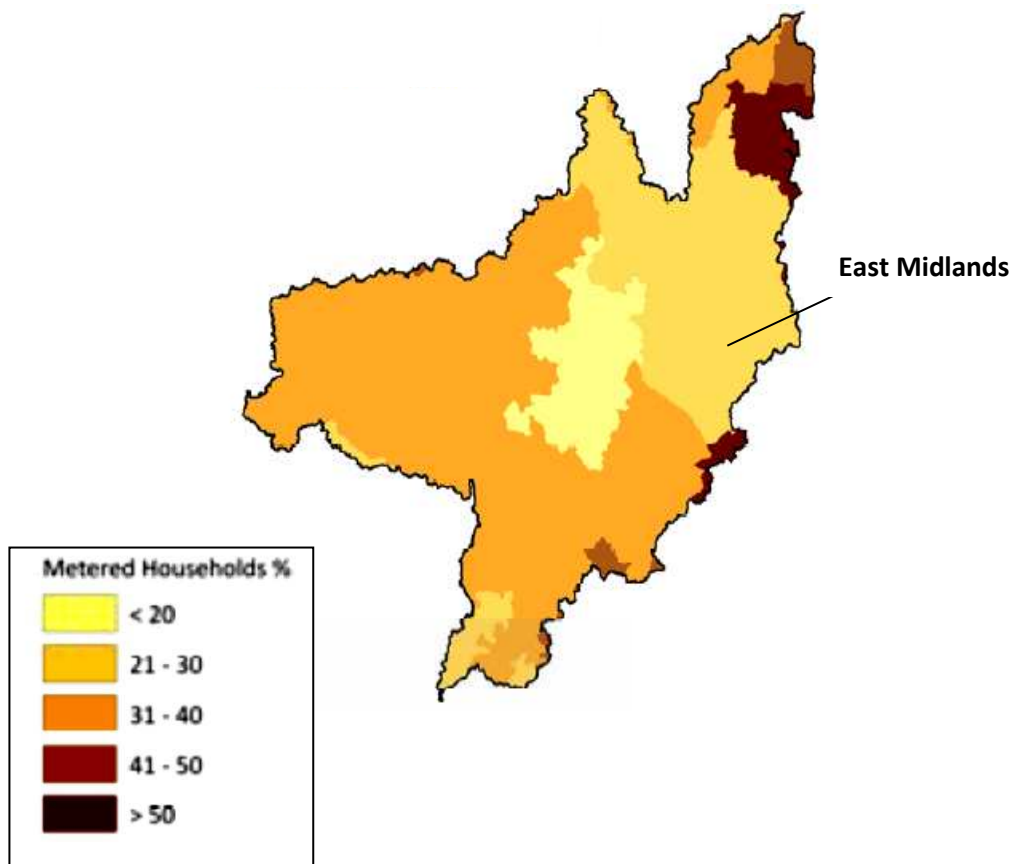 East Midlands
Metered Households %
< 20
21 - 30
31 - 40
41 - 50
> 50